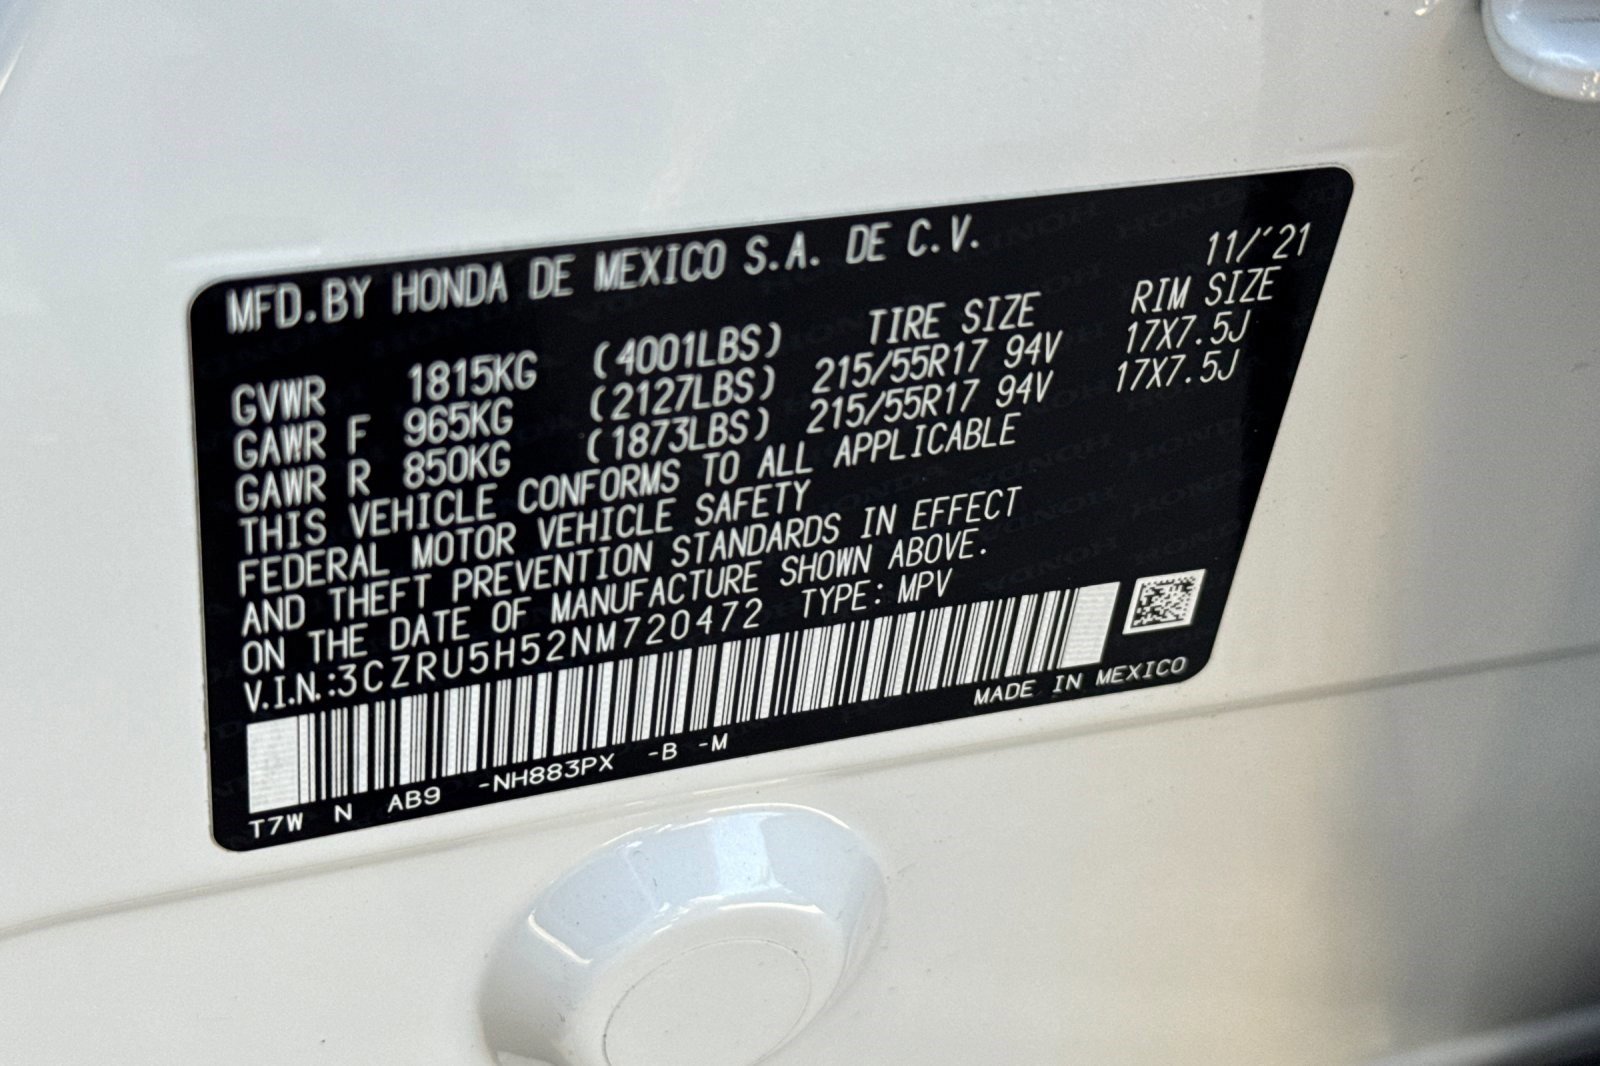 MFD.BY HONDA DE MEXICO S.A. DE C.V. 11/'21
TIRE SIZE RIM SIZE
GVWR 1815KG (4001LBS)
GAWR F 965KG (2127LBS) 215/55R17 94V 17X7.5J
GAWR R 850KG (1873LBS) 215/55R17 94V 17X7.5J
THIS VEHICLE CONFORMS TO ALL APPLICABLE
FEDERAL MOTOR VEHICLE SAFETY
AND THEFT PREVENTION STANDARDS IN EFFECT
ON THE DATE OF MANUFACTURE SHOWN ABOVE.
V.I.N.:3CZRU5H52NM720472 TYPE: MPV
MADE IN MEXICO
T7W N AB9 -NH883PX -B -M